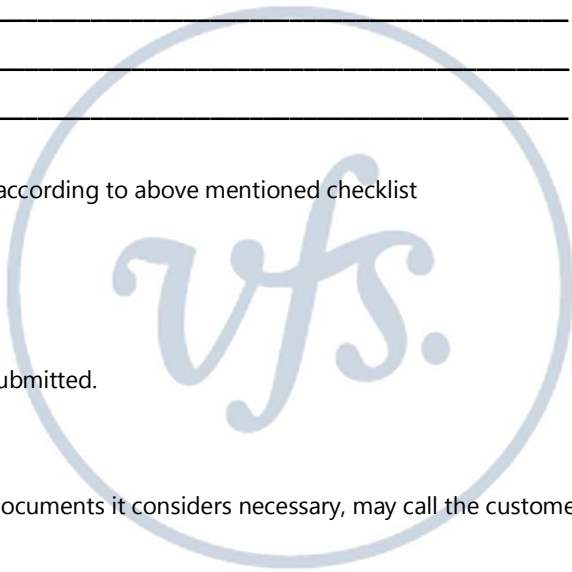 according to above mentioned checklist
vfs.
ubmitted.
ocuments it considers necessary, may call the custome